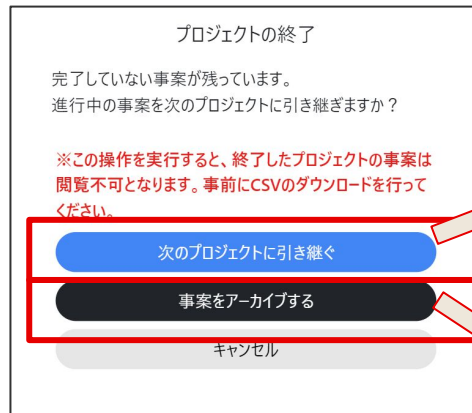 プロジェクトの終了
完了していない事案が残っています。
進行中の事案を次のプロジェクトに引き継ぎますか？
※この操作を実行すると、終了したプロジェクトの事案は
閲覧不可となります。事前にCSVのダウンロードを行って
ください。
次のプロジェクトに引き継ぐ
事案をアーカイブする
キャンセル